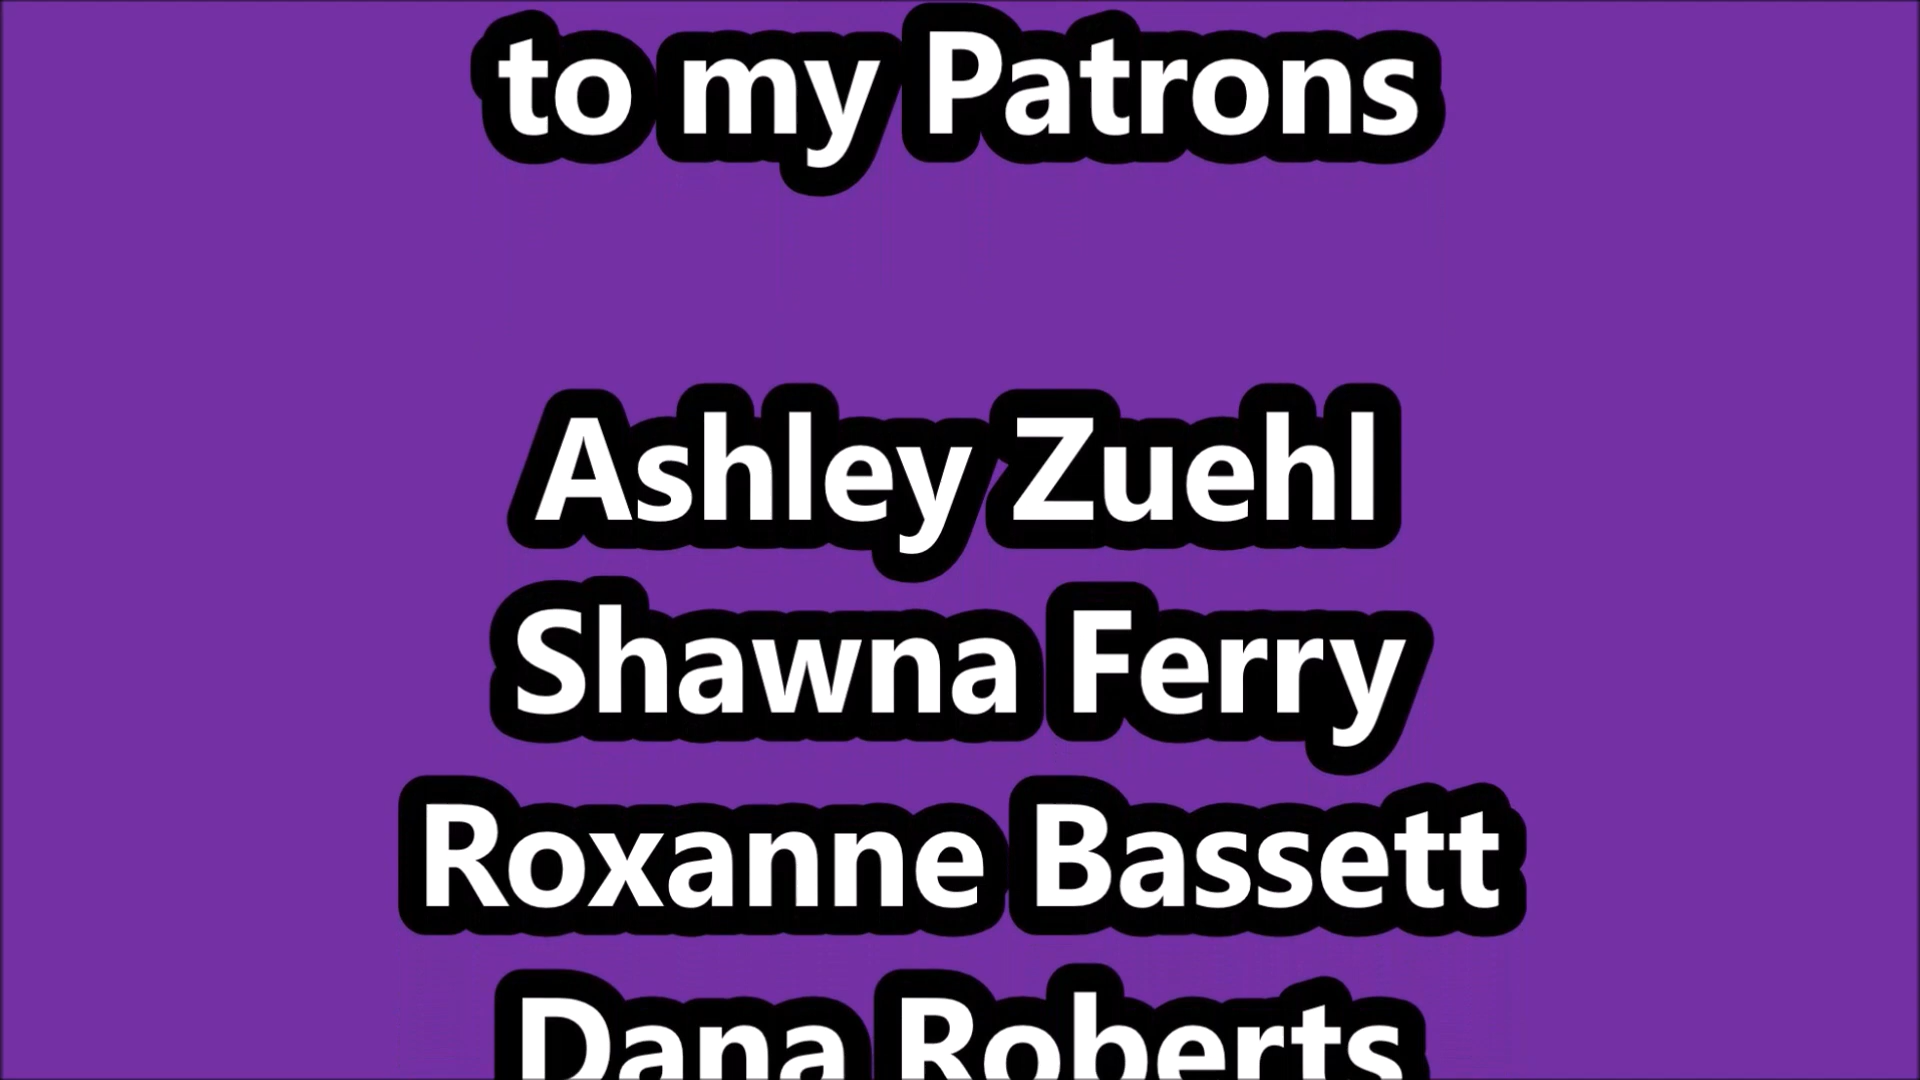 to my Patrons
Ashley Zuehl
Shawna Ferry
Roxanne Bassett
Dana Roberts